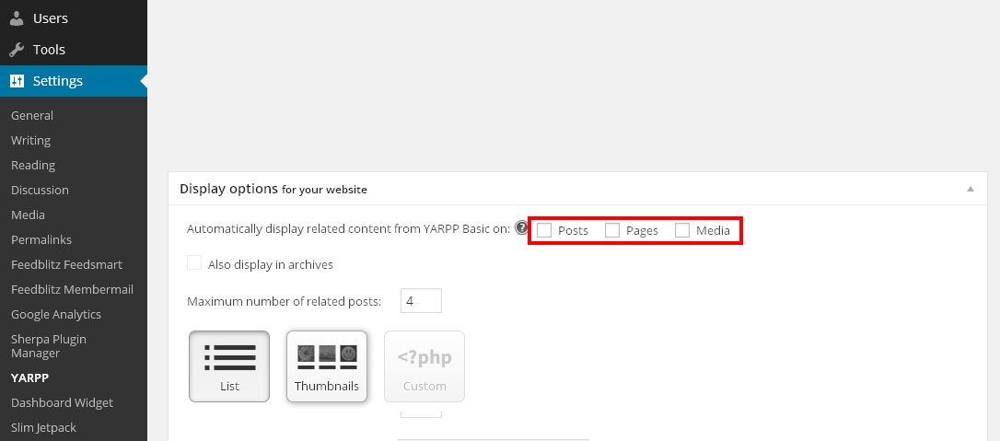 Users
Tools
Settings
General
Writing
Reading
Discussion
Media
Permalinks
Feedblitz Feedsmart
Feedblitz Membermail
Google Analytics
Sherpa Plugin
Manager
YARPP
Dashboard Widget
Slim Jetpack
Display options for your website
Automatically display related content from YARPP Basic on: ? Posts Pages Media
Also display in archives
Maximum number of related posts: 4
<?php
List Thumbnails Custom